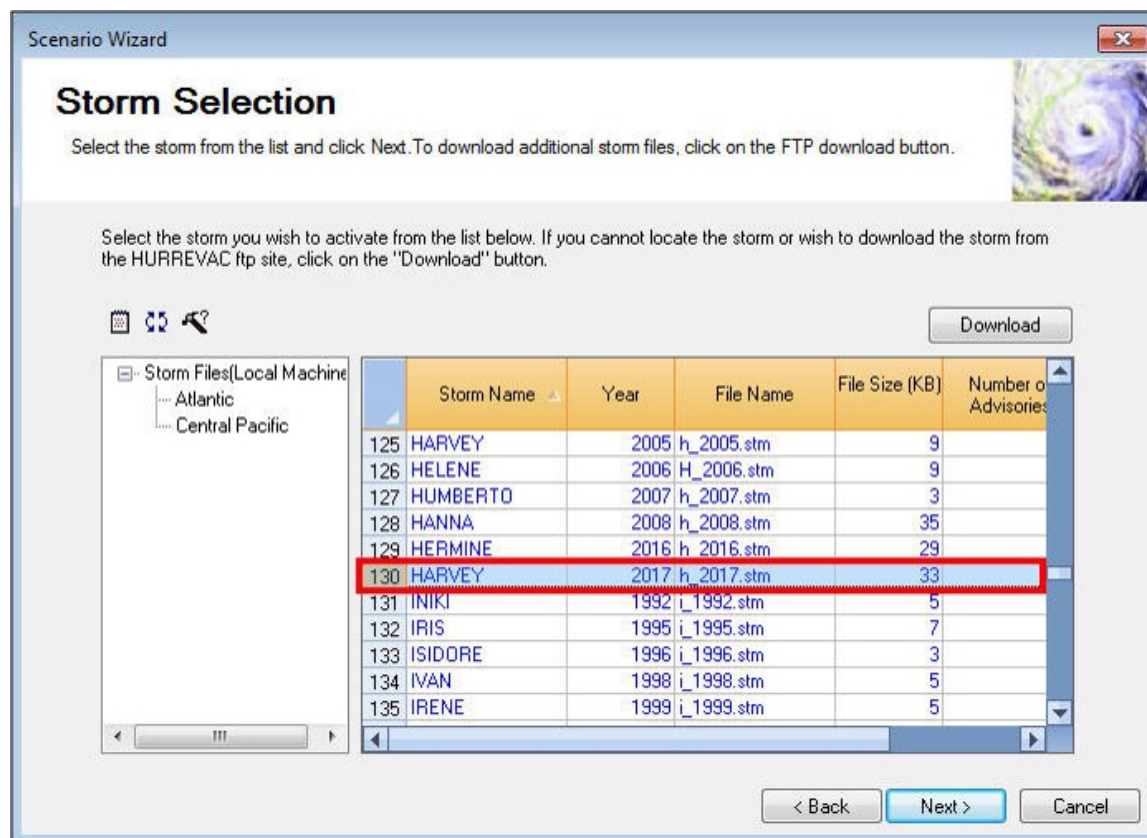 Scenario Wizard
Storm Selection
Select the storm from the list and click Next.To download additional storm files, click on the FTP download button.
Select the storm you wish to activate from the list below. If you cannot locate the storm or wish to download the storm from
the HURREVAC ftp site, click on the "Download" button.
Download
Storm Files(Local Machine
Atlantic
Central Pacific
Storm Name Year File Name File Size (KB) Number o
Advisories
125 HARVEY 2005 h_2005.stm 9
126 HELENE 2006 H_2006.stm 9
127 HUMBERTO 2007 h_2007.stm 3
128 HANNA 2008 h_2008.stm 35
129 HERMINE 2016 h_2016.stm 29
130 HARVEY 2017 h_2017.stm 33
131 INIKI 1992 i_1992.stm 5
132 IRIS 1995 i_1995.stm 7
133 ISIDORE 1996 i_1996.stm 3
134 IVAN 1998 i_1998.stm 5
135 IRENE 1999 i_1999.stm 5
< Back Next > Cancel